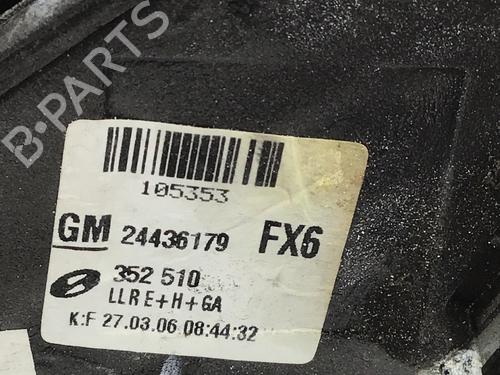 B-PARTS
105353
GM 24436179 FX6
352 510
LLR E+H+GA
K:F 27.03.06 08:44:32